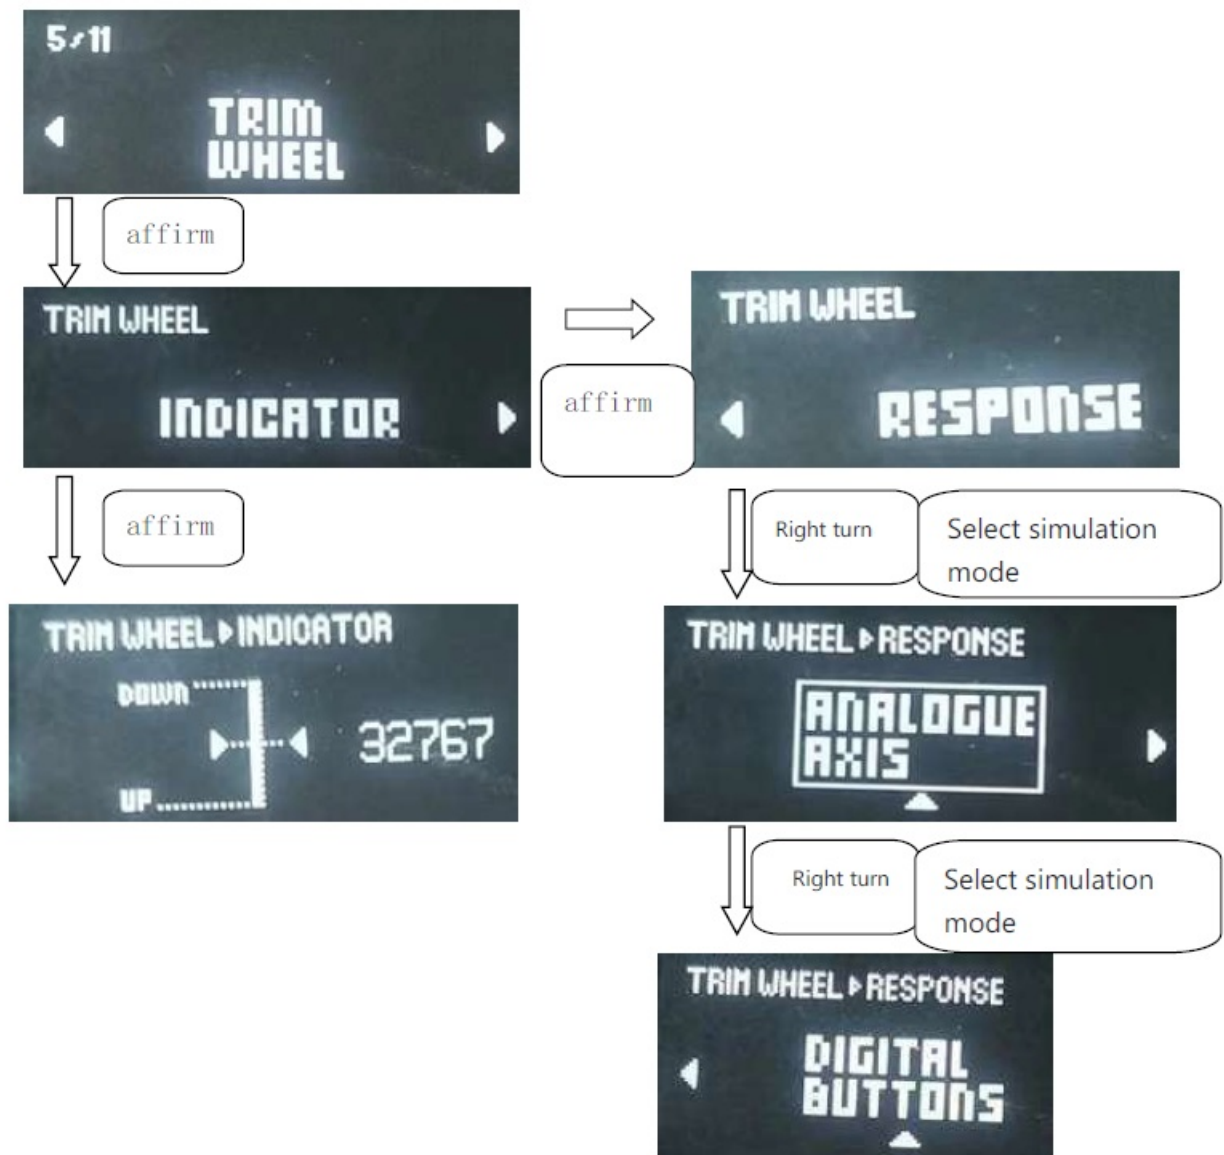 5/11
TRIM
WHEEL
affirm
TRIM WHEEL
INDICATOR
affirm
TRIM WHEEL
RESPONSE
affirm
Right turn
Select simulation
mode
TRIM WHEEL▶INDICATOR
DOWN
32767
UP
TRIM WHEEL▶RESPONSE
ANALOGUE
AXIS
Right turn
Select simulation
mode
TRIM WHEEL▶RESPONSE
DIGITAL
BUTTONS